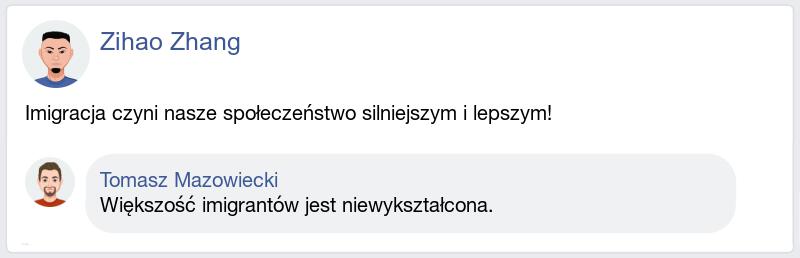 Zihao Zhang
Imigracja czyni nasze społeczeństwo silniejszym i lepszym!
Tomasz Mazowiecki
Większość imigrantów jest niewykształcona.